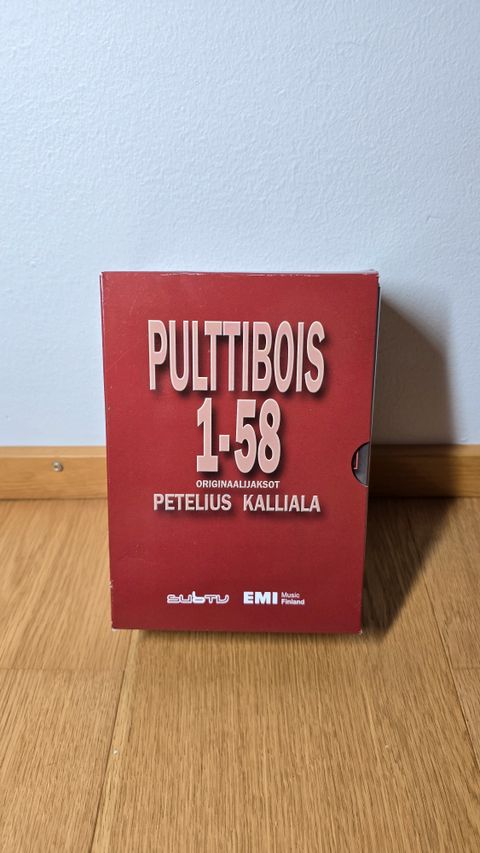 PULTTIBOIS
1-58
ORIGINAALIJAKSOT
PETELIUS KALLIALA
SUbTV EMI Music Finland